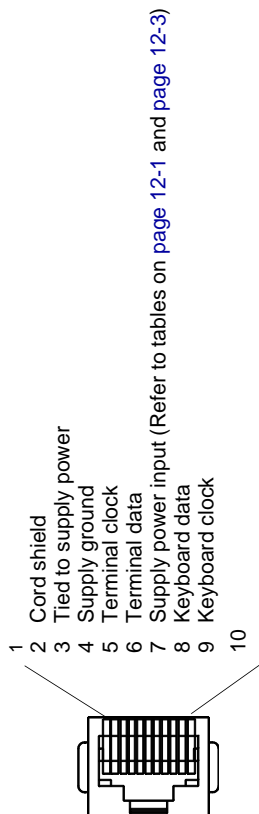 1
2 Cord shield
3 Tied to supply power
4 Supply ground
5 Terminal clock
6 Terminal data
7 Supply power input (Refer to tables on page 12-1 and page 12-3)
8 Keyboard data
9 Keyboard clock
10